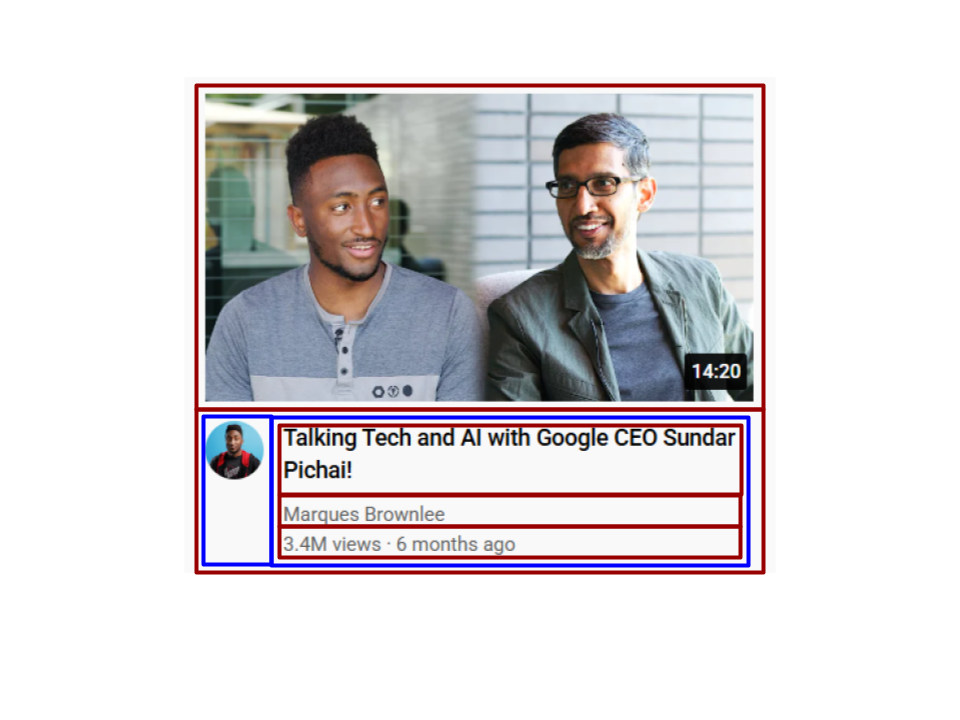 14:20
Talking Tech and AI with Google CEO Sundar
Pichai!
Marques Brownlee
3.4M views · 6 months ago